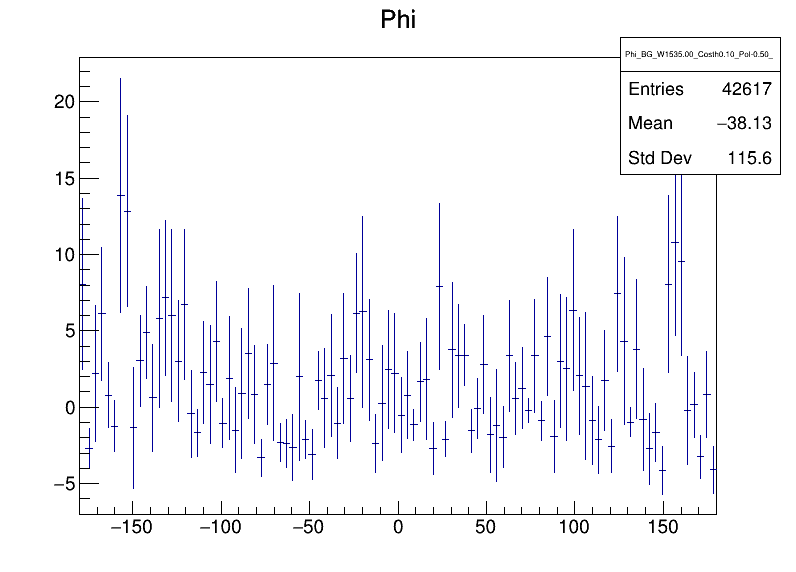 Phi
Phi_BG_W1535.00_Costh0.10_Pol-0.50_
Entries 42617
Mean −38.13
Std Dev 115.6
20
15
10
5
0
−5
−150 −100 −50 0 50 100 150